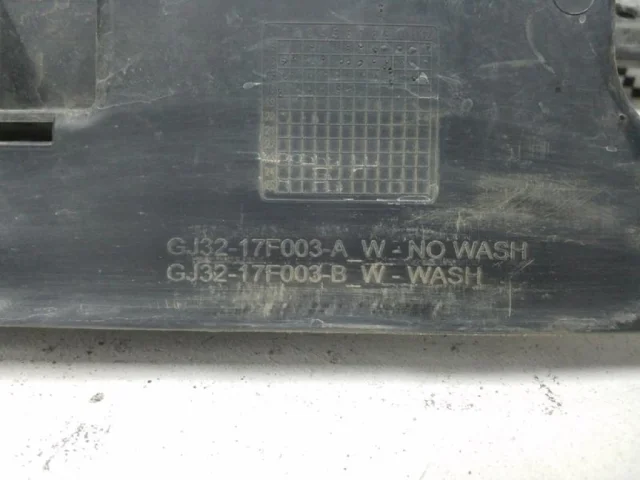 GJ32-17F003-A_W - NO WASH
GJ32-17F003-B_W - WASH